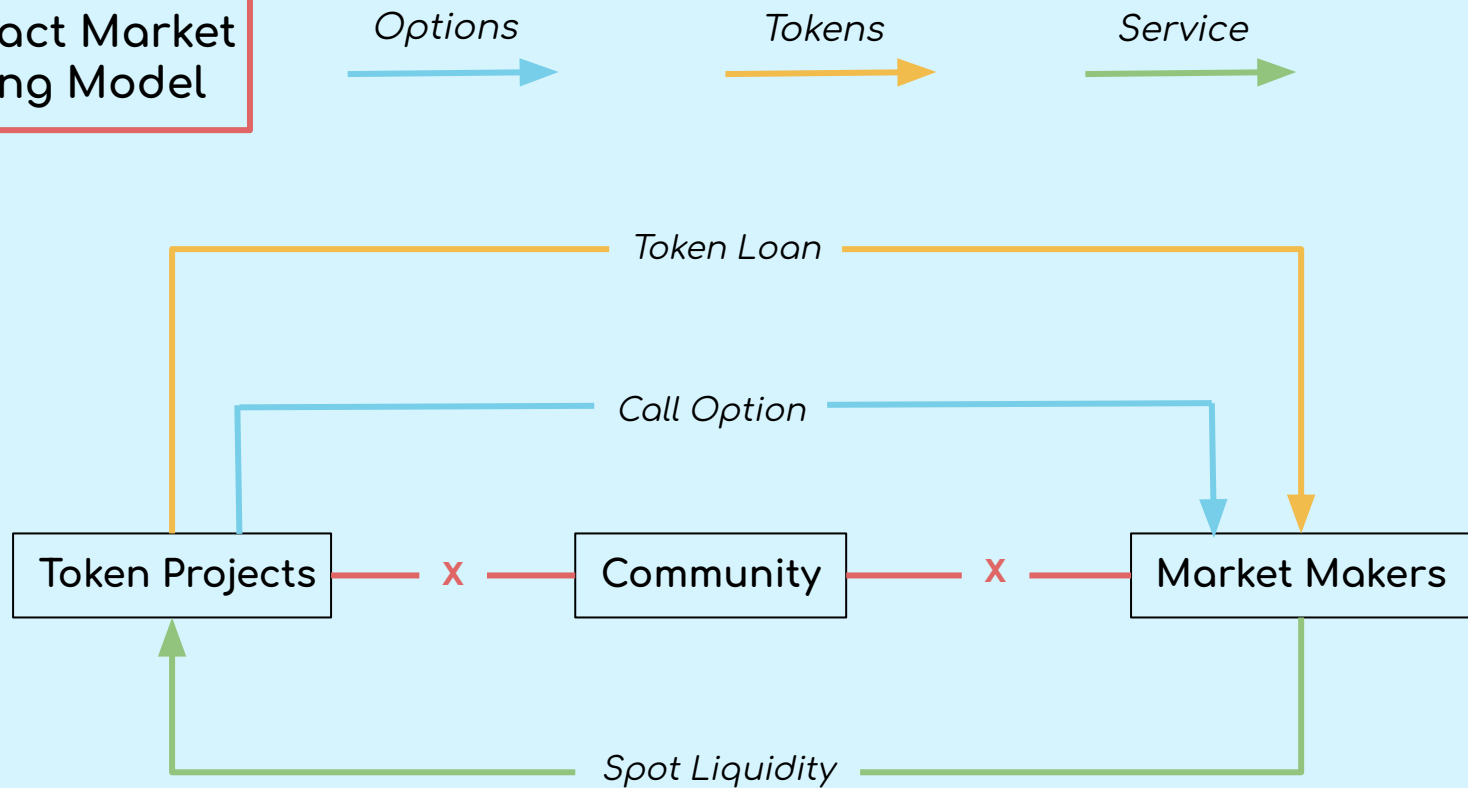 act Market
ng Model
Options
Tokens
Service
Token Loan
Call Option
Token Projects
X
Community
X
Market Makers
Spot Liquidity